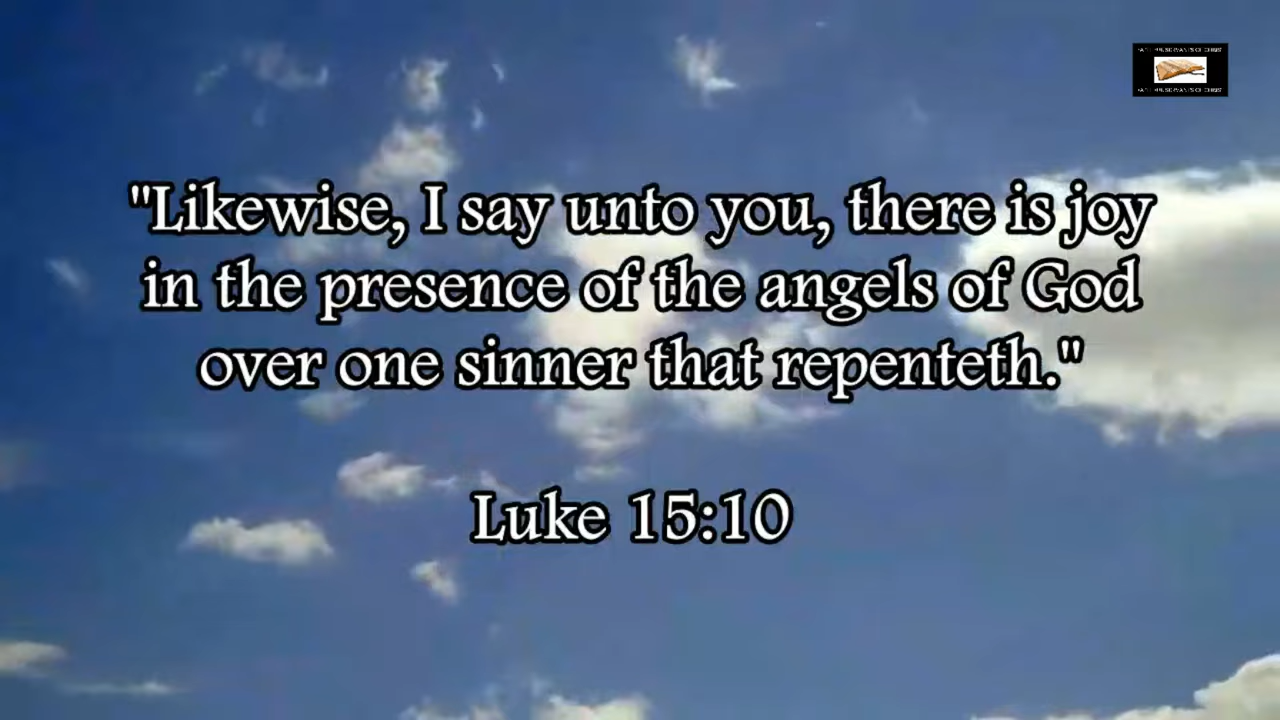 "Likewise, I say unto you, there is joy
in the presence of the angels of God
over one sinner that repenteth."
Luke 15:10